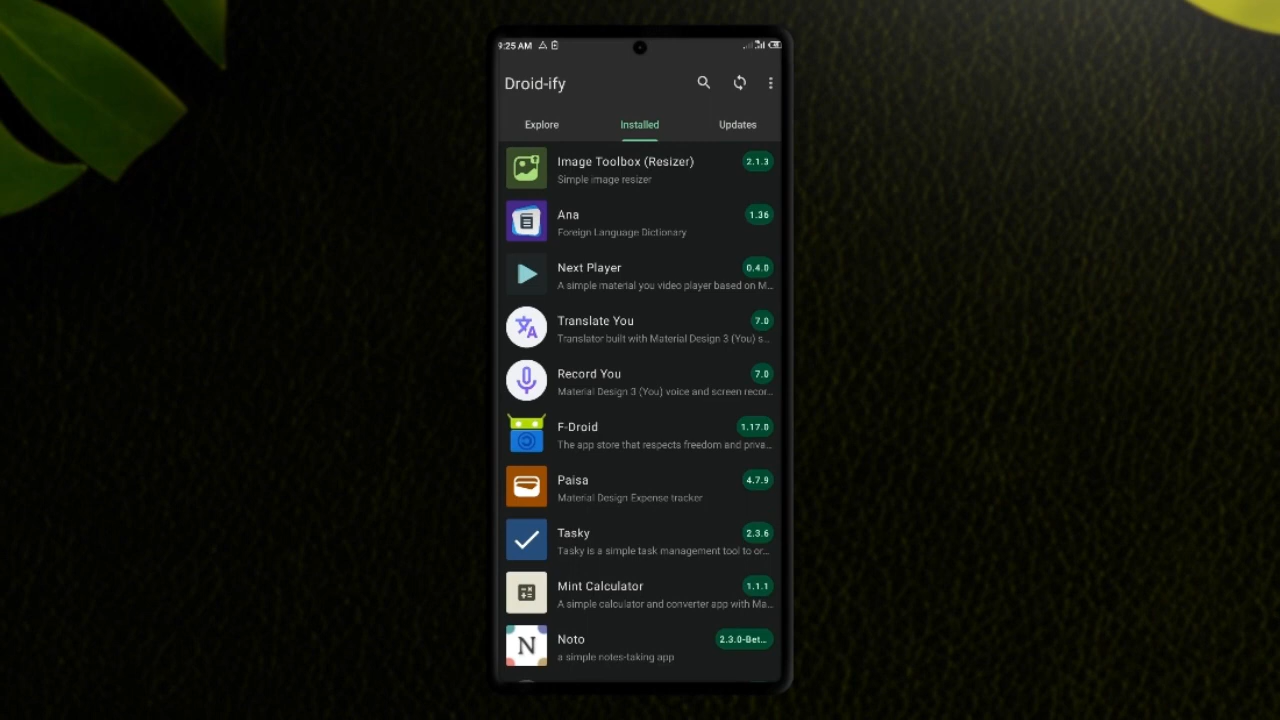 9:25 AM
Droid-ify
Explore
Installed
Updates
Image Toolbox (Resizer)
2.1.3
Simple image resizer
Ana
1.36
Foreign Language Dictionary
Next Player
0.4.0
A simple material you video player based on M...
Translate You
7.0
Translator built with Material Design 3 (You) s...
Record You
7.0
Material Design 3 (You) voice and screen recor...
F-Droid
1.17.0
The app store that respects freedom and priva...
Paisa
4.7.9
Material Design Expense tracker
Tasky
2.3.6
Tasky is a simple task management tool to or...
Mint Calculator
1.1.1
A simple calculator and converter app with Ma...
N
Noto
2.3.0-Bet...
a simple notes-taking app